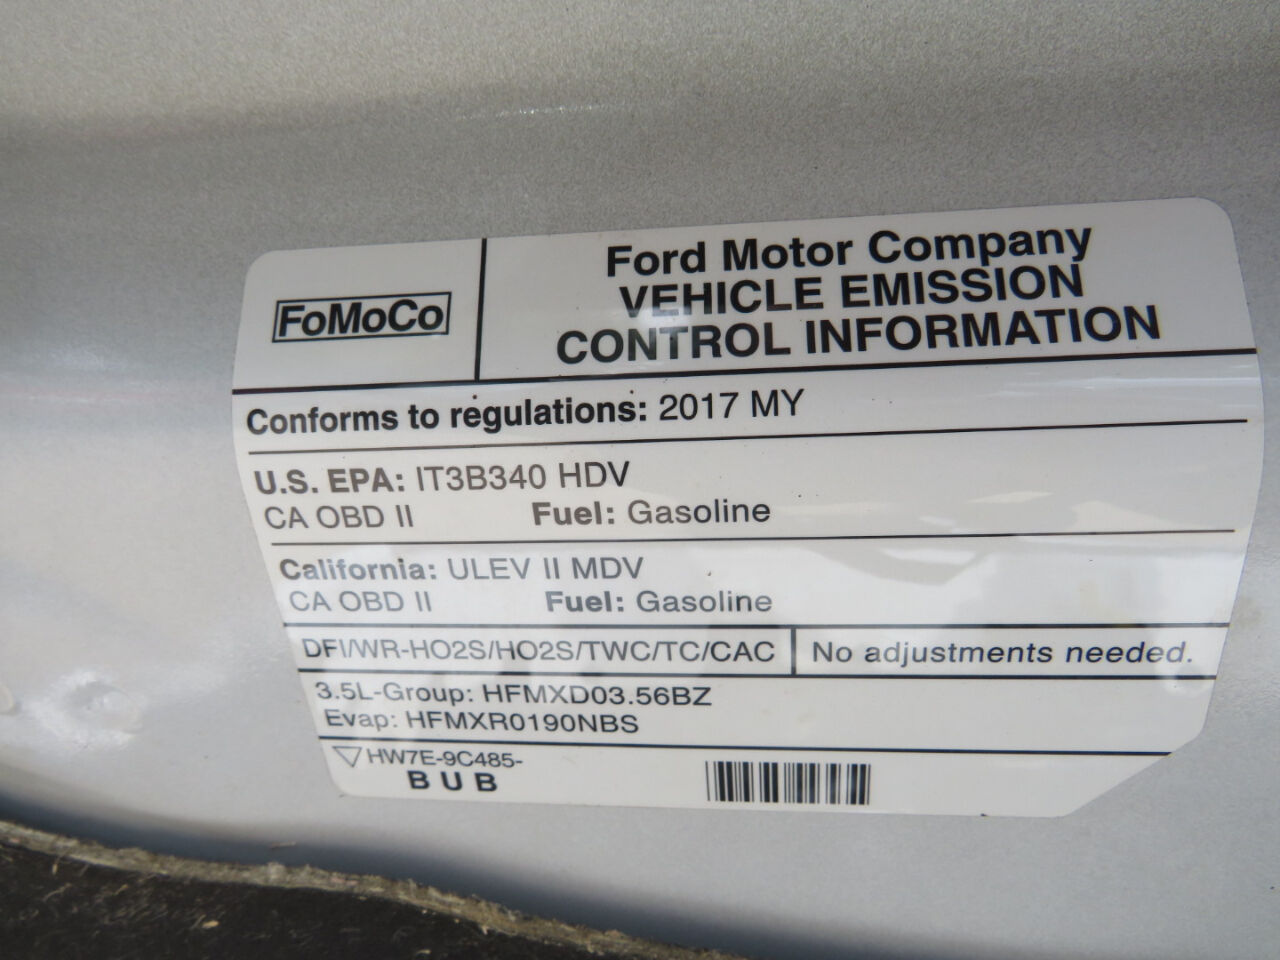 FoMoCo
Ford Motor Company
VEHICLE EMISSION
CONTROL INFORMATION
Conforms to regulations: 2017 MY
U.S. EPA: IT3B340 HDV
CA OBD II Fuel: Gasoline
California: ULEV II MDV
CA OBD II Fuel: Gasoline
DFI/WR-HO2S/HO2S/TWC/TC/CAC
No adjustments needed.
3.5L-Group: HFMXD03.56BZ
Evap: HFMXR0190NBS
HW7E-9C485-
B U B